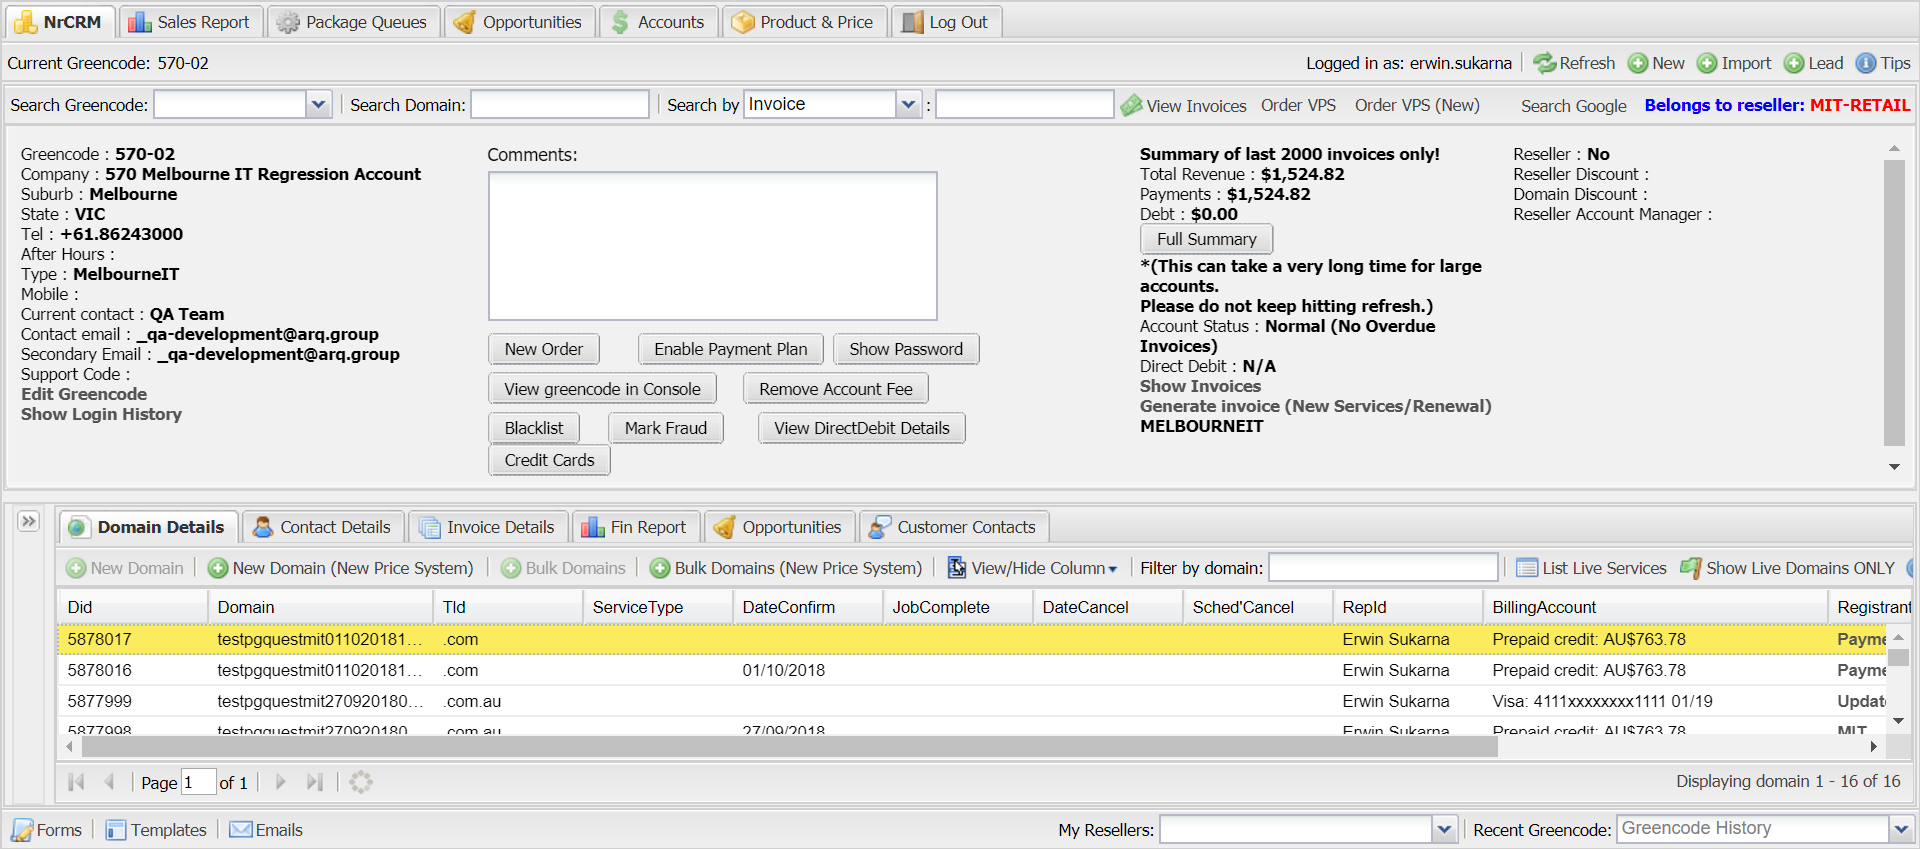 NrCRM Sales Report Package Queues Opportunities Accounts Product & Price Log Out
Current Greencode: 570-02 Logged in as: erwin.sukarna Refresh New Import Lead Tips
Search Greencode: Search Domain: Search by Invoice : View Invoices Order VPS Order VPS (New) Search Google Belongs to reseller: MIT-RETAIL
Greencode : 570-02
Company : 570 Melbourne IT Regression Account
Suburb : Melbourne
State : VIC
Tel : +61.86243000
After Hours :
Type : MelbourneIT
Mobile :
Current contact : QA Team
Contact email : _qa-development@arq.group
Secondary Email : _qa-development@arq.group
Support Code :
Edit Greencode
Show Login History
Comments:
New Order Enable Payment Plan Show Password
View greencode in Console Remove Account Fee
Blacklist Mark Fraud View DirectDebit Details
Credit Cards
Summary of last 2000 invoices only!
Total Revenue : $1,524.82
Payments : $1,524.82
Debt : $0.00
Full Summary
*(This can take a very long time for large
accounts.
Please do not keep hitting refresh.)
Account Status : Normal (No Overdue
Invoices)
Direct Debit : N/A
Show Invoices
Generate invoice (New Services/Renewal)
MELBOURNEIT
Reseller : No
Reseller Discount :
Domain Discount :
Reseller Account Manager :
Domain Details Contact Details Invoice Details Fin Report Opportunities Customer Contacts
New Domain New Domain (New Price System) Bulk Domains Bulk Domains (New Price System) View/Hide Column Filter by domain: List Live Services Show Live Domains ONLY
Did Domain Tld ServiceType DateConfirm JobComplete DateCancel Sched'Cancel RepId BillingAccount Registrant
5878017 testpgquestmit011020181... .com Erwin Sukarna Prepaid credit: AU$763.78 Payme
5878016 testpgquestmit011020181... .com 01/10/2018 Erwin Sukarna Prepaid credit: AU$763.78 Payme
5877999 testpgquestmit270920180... .com.au Erwin Sukarna Visa: 4111xxxxxxxx1111 01/19 Update
5877998 testpgquestmit270920180... .com.au 27/09/2018 Erwin Sukarna Prepaid credit: AU$763.78 MIT
Page 1 of 1 Displaying domain 1 - 16 of 16
Forms Templates Emails My Resellers: Recent Greencode: Greencode History